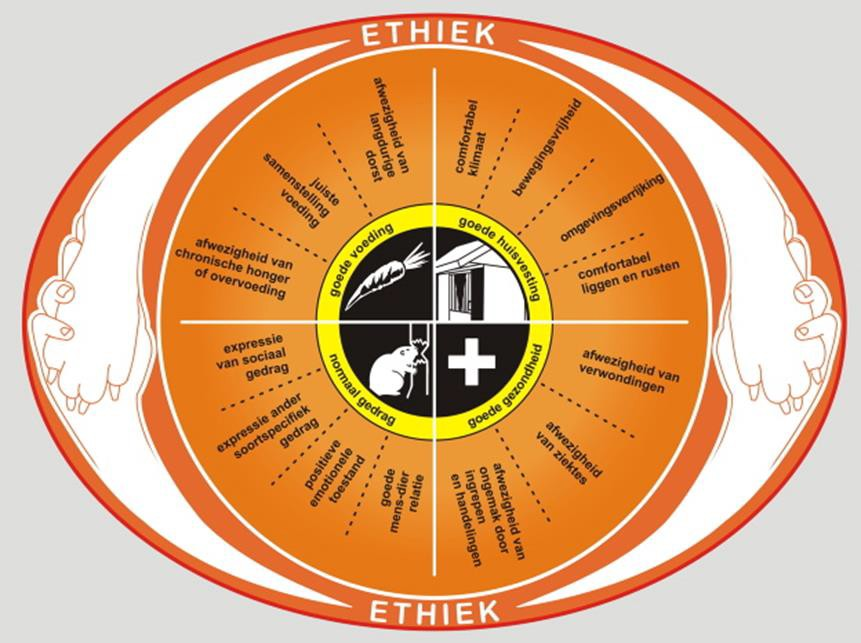 ETHIEK
goede voeding
afwezigheid van
langdurige
dorst
juiste
samenstelling
voeding
afwezigheid van
chronische honger
of overvoeding
goede huisvesting
comfortabel
klimaat
bewegingsvrijheid
omgevingsverrijking
comfortabel
liggen en rusten
normaal gedrag
expressie
van sociaal
gedrag
expressie ander
soortspecifiek
gedrag
positieve
emotionele
toestand
goede
mens-dier
relatie
goede gezondheid
afwezigheid van
verwondingen
afwezigheid
van ziektes
afwezigheid van
ongemak door
ingrepen
en handelingen
ETHIEK